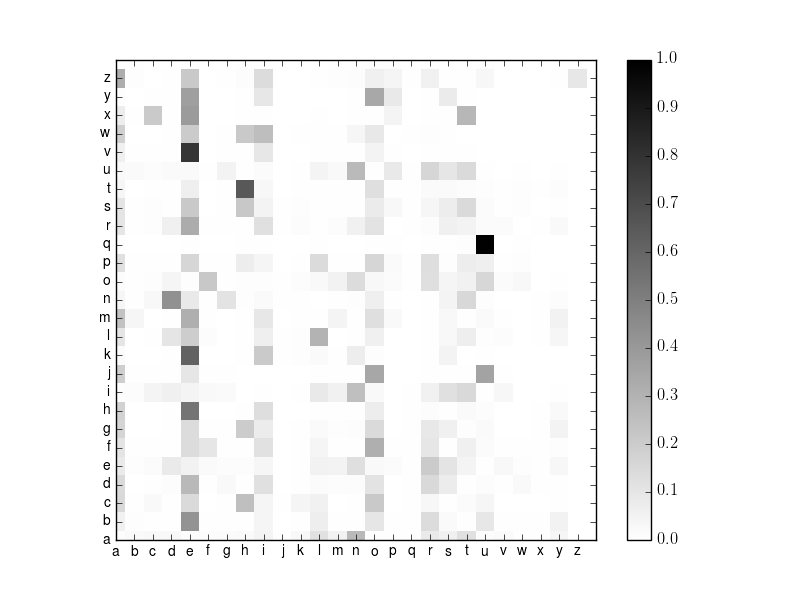 z
y
x
w
v
u
t
s
r
q
p
o
n
m
l
k
j
i
h
g
f
e
d
c
b
a
a b c d e f g h i j k l m n o p q r s t u v w x y z
1.0
0.9
0.8
0.7
0.6
0.5
0.4
0.3
0.2
0.1
0.0